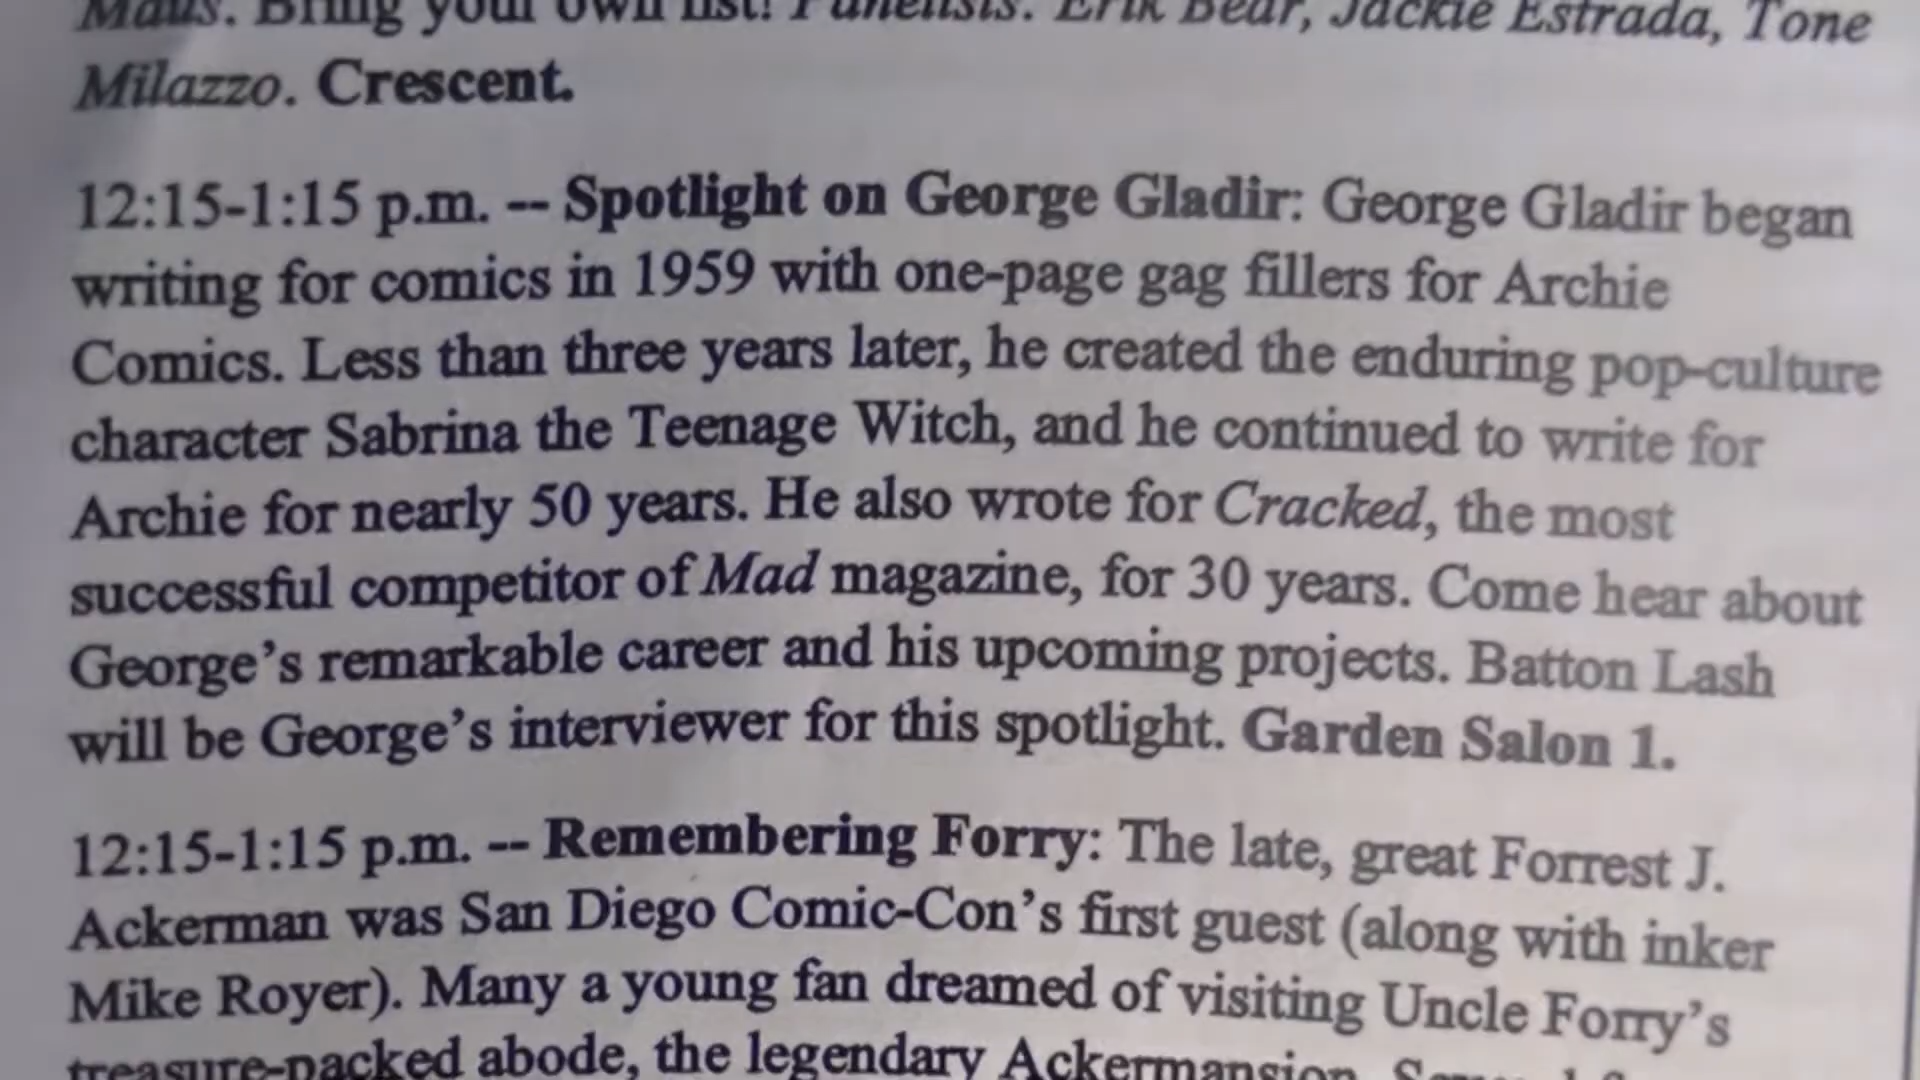 Maus. Bring your own list! Panelists: Erik Bear, Jackie Estrada, Tone
Milazzo. Crescent.
12:15-1:15 p.m. -- Spotlight on George Gladir: George Gladir began
writing for comics in 1959 with one-page gag fillers for Archie
Comics. Less than three years later, he created the enduring pop-culture
character Sabrina the Teenage Witch, and he continued to write for
Archie for nearly 50 years. He also wrote for Cracked, the most
successful competitor of Mad magazine, for 30 years. Come hear about
George's remarkable career and his upcoming projects. Batton Lash
will be George's interviewer for this spotlight. Garden Salon 1.
12:15-1:15 p.m. -- Remembering Forry: The late, great Forrest J.
Ackerman was San Diego Comic-Con's first guest (along with inker
Mike Royer). Many a young fan dreamed of visiting Uncle Forry's
treasure-packed abode, the legendary Ackermansion.